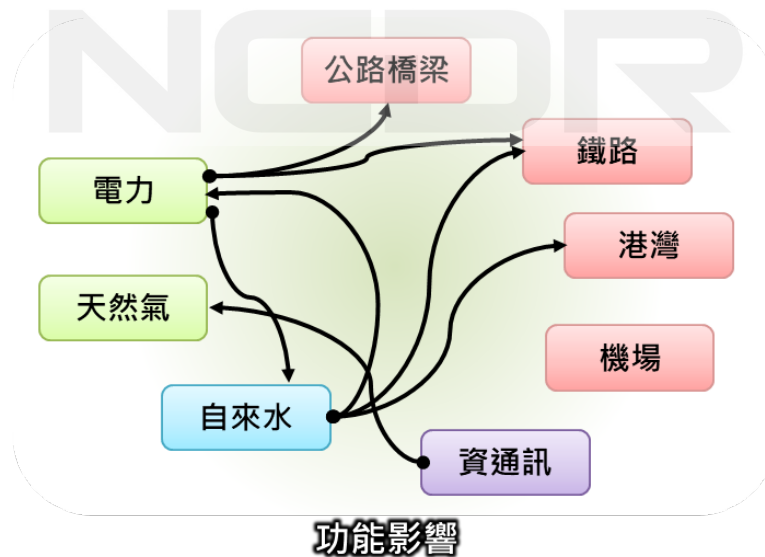 NCDR
公路橋梁
鐵路
電力
港灣
天然氣
機場
自來水
資通訊
功能影響